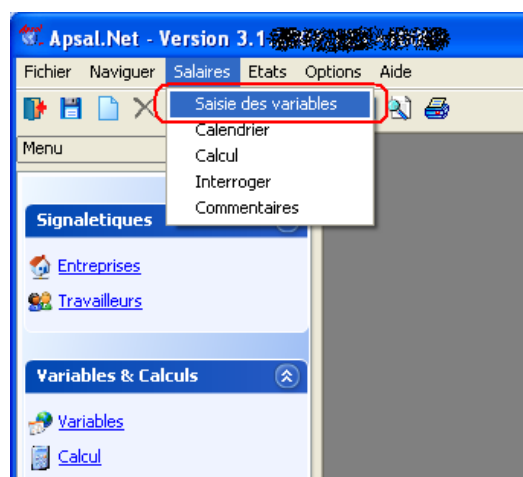 Apsal.Net - Version 3.1
Fichier Naviguer Salaires Etats Options Aide
Saisie des variables
Calendrier
Menu
Calcul
Interroger
Commentaires
Signaletiques
Entreprises
Travailleurs
Variables & Calculs
Variables
Calcul